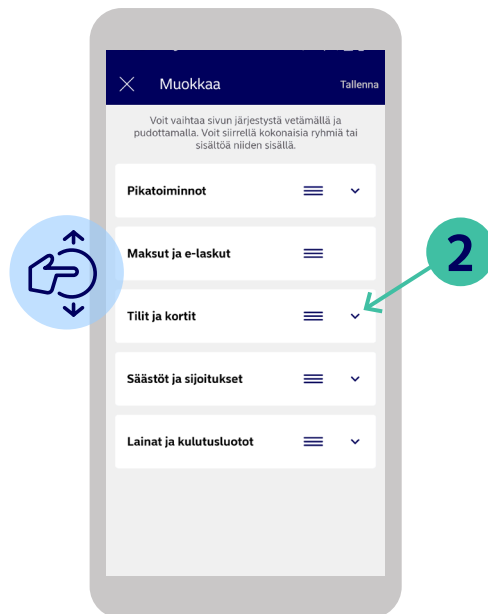 Muokkaa
Tallenna
Voit vaihtaa sivun järjestystä vetämällä ja
pudottamalla. Voit siirrellä kokonaisia ryhmiä tai
sisältöä niiden sisällä.
Pikatoiminnot
Maksut ja e-laskut
2
Tilit ja kortit
Säästöt ja sijoitukset
Lainat ja kulutusluotot